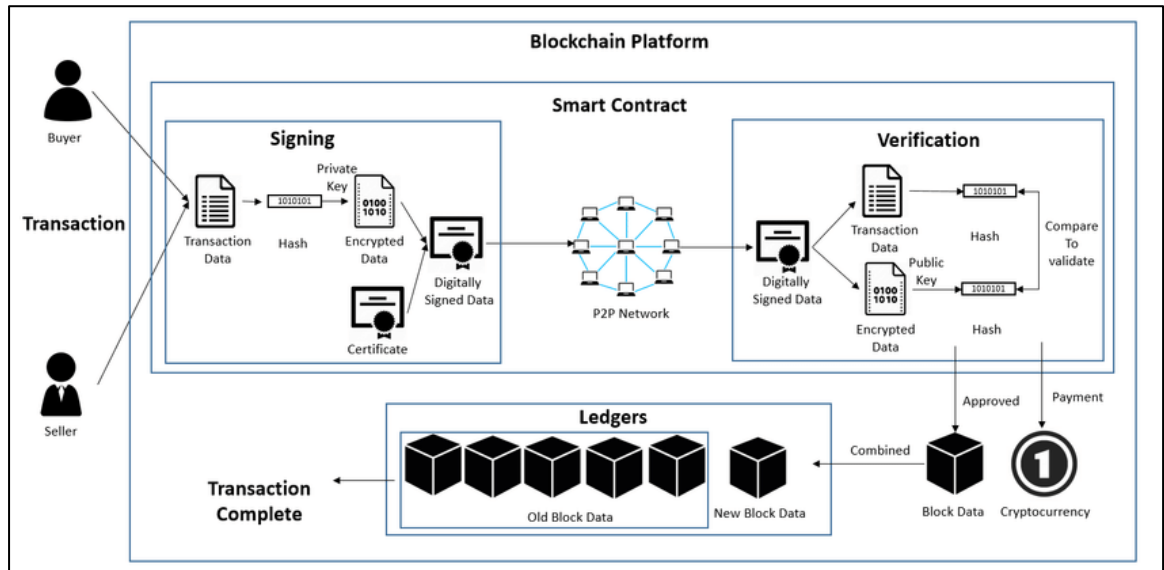 Blockchain Platform
Smart Contract
Buyer
Transaction
Seller
Signing
Transaction
Data
1010101
Hash
Private
Key
0100
1010
Encrypted
Data
Certificate
Digitally
Signed Data
P2P Network
Verification
Digitally
Signed Data
Transaction
Data
1010101
Hash
Public
Key
0100
1010
Encrypted
Data
1010101
Hash
Compare
To
validate
Approved
Payment
Block Data
1
Cryptocurrency
Combined
Ledgers
Old Block Data
New Block Data
Transaction
Complete